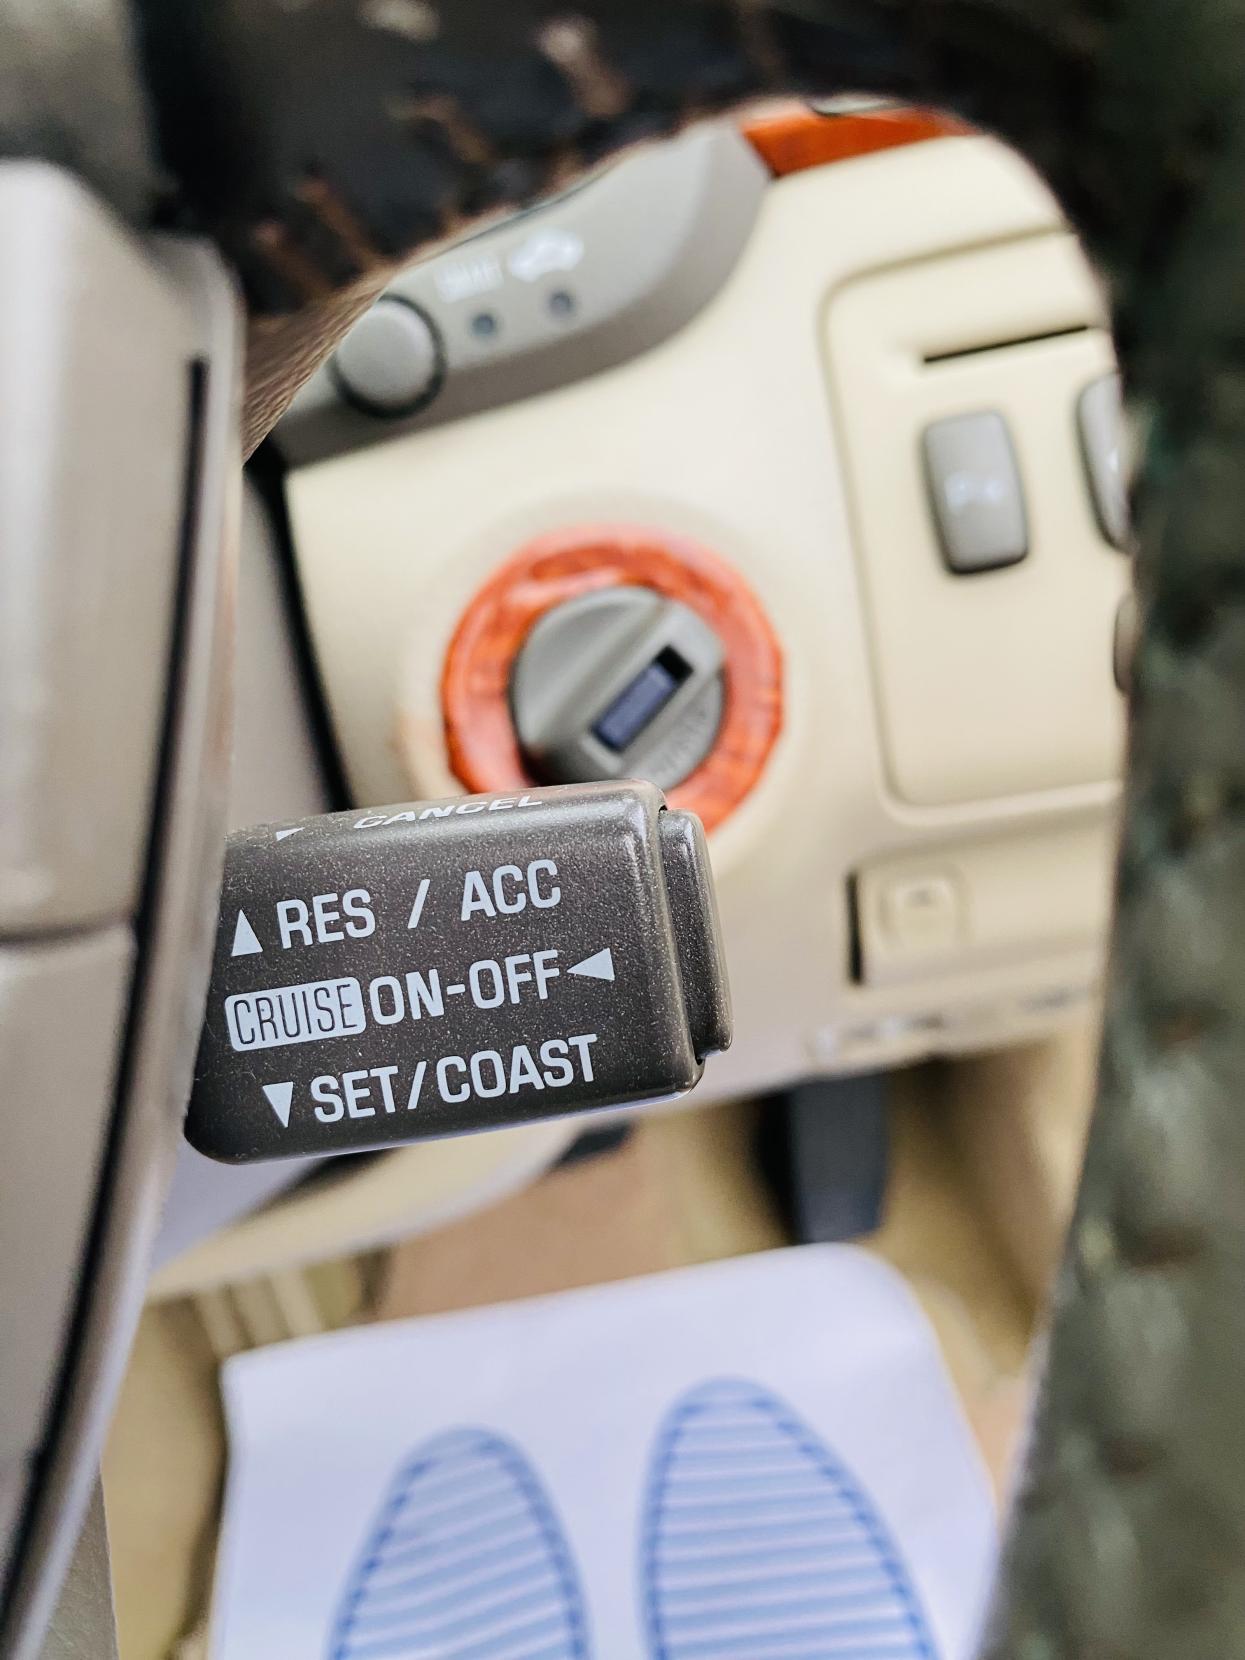 CANCEL
RES / ACC
CRUISE ON-OFF
SET/COAST